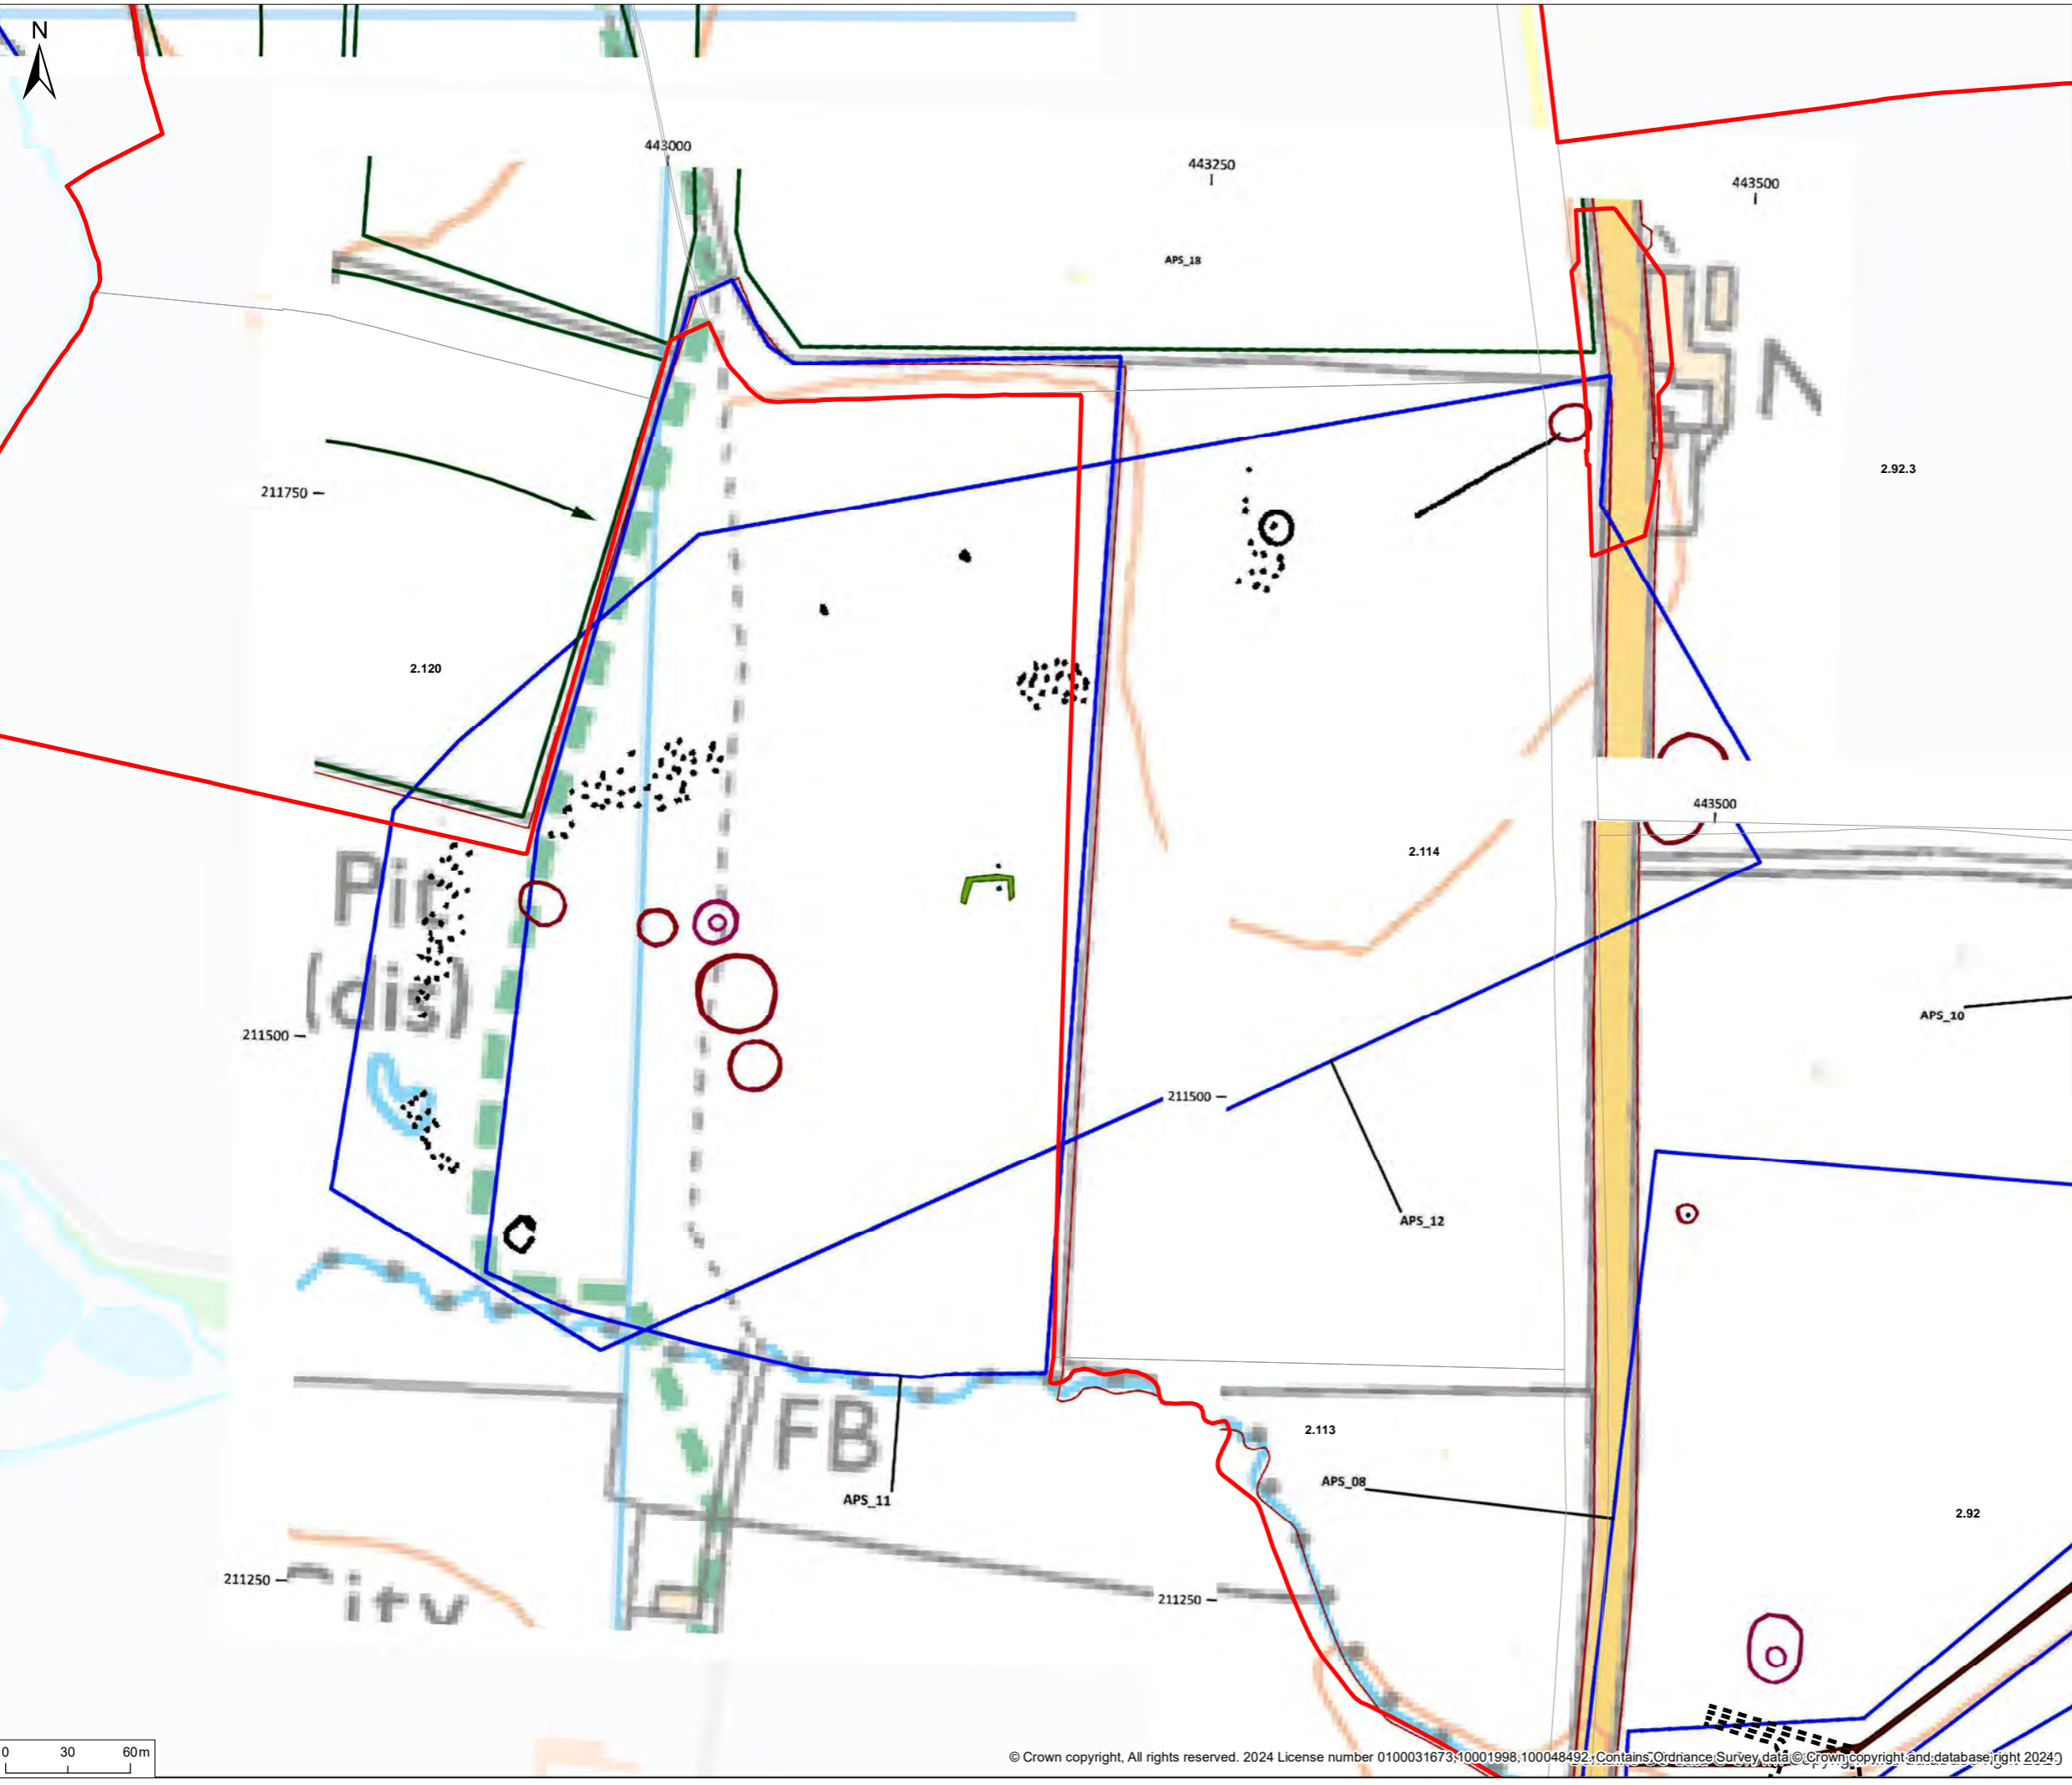 N
443000
443250
443500
APS_18
2.92.3
211750
2.120
Pit
(dis)
443500
2.114
APS_10
211500
211500
APS_12
FB
2.113
APS_08
APS_11
2.92
211250
211250
0 30 60 m
© Crown copyright, All rights reserved. 2024 License number 0100031673,10001998,100048492. Contains Ordnance Survey data © Crown copyright and database right 2024